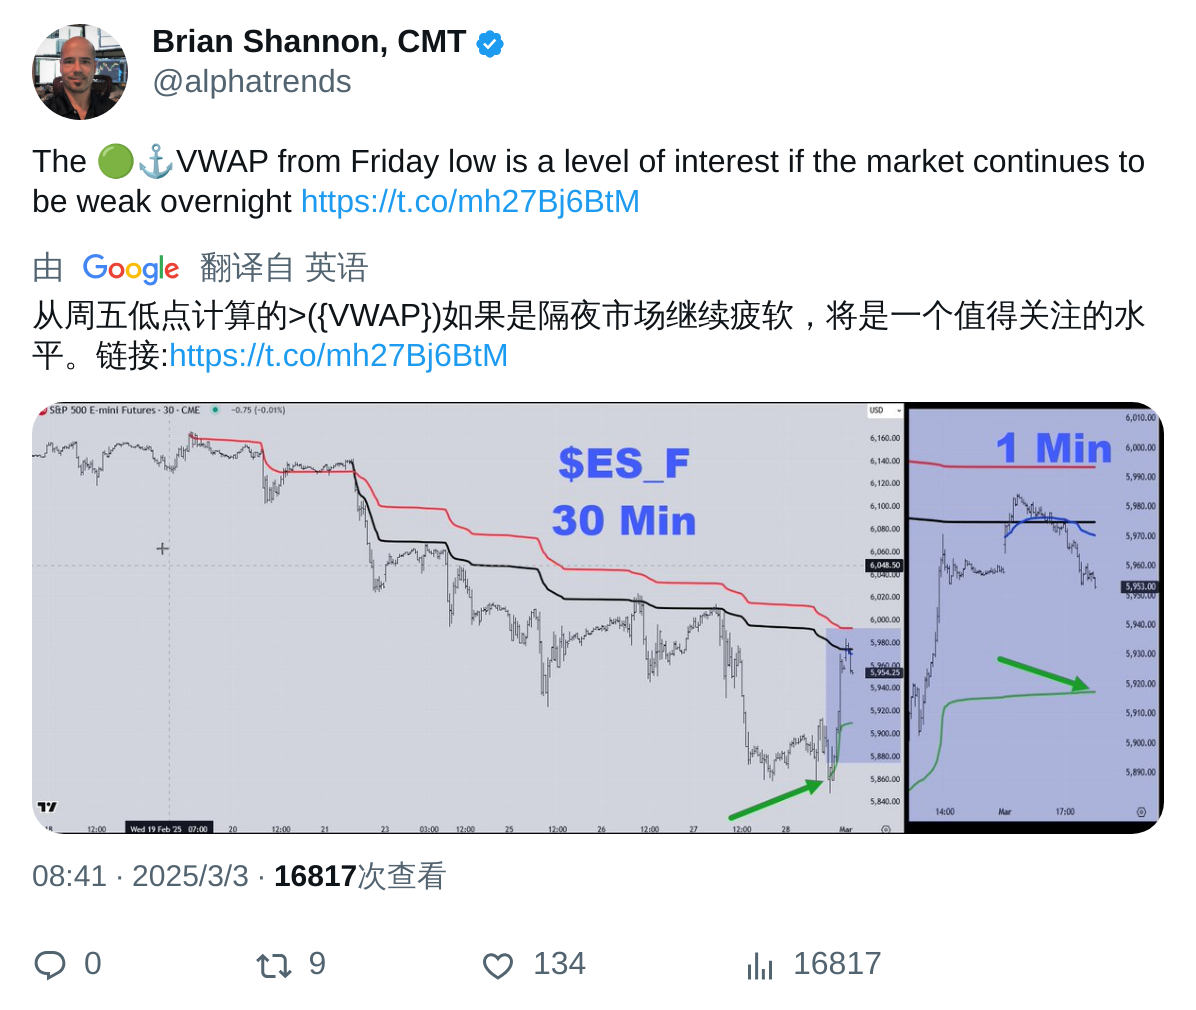 Brian Shannon, CMT
@alphatrends
The 🟢⚓VWAP from Friday low is a level of interest if the market continues to
be weak overnight https://t.co/mh27Bj6BtM
由 Google 翻译自 英语
从周五低点计算的>({VWAP})如果是隔夜市场继续疲软，将是一个值得关注的水
平。链接:https://t.co/mh27Bj6BtM
S&P 500 E-mini Futures · 30 · CME −0.75 (−0.01%)
USD
$ES_F
30 Min
6,160.00
6,140.00
6,120.00
6,100.00
6,080.00
6,060.00
6,048.50
6,040.00
6,020.00
6,000.00
5,980.00
5,960.00
5,954.25
5,940.00
5,920.00
5,900.00
5,880.00
5,860.00
5,840.00
12:00 Wed 19 Feb '25 07:00 20 12:00 21 23 03:00 12:00 25 12:00 26 12:00 27 12:00 28 Mar
1 Min
6,010.00
6,000.00
5,990.00
5,980.00
5,970.00
5,960.00
5,953.00
5,950.00
5,940.00
5,930.00
5,920.00
5,910.00
5,900.00
5,890.00
14:00 Mar 17:00
08:41 · 2025/3/3 · 16817次查看
0 9 134 16817